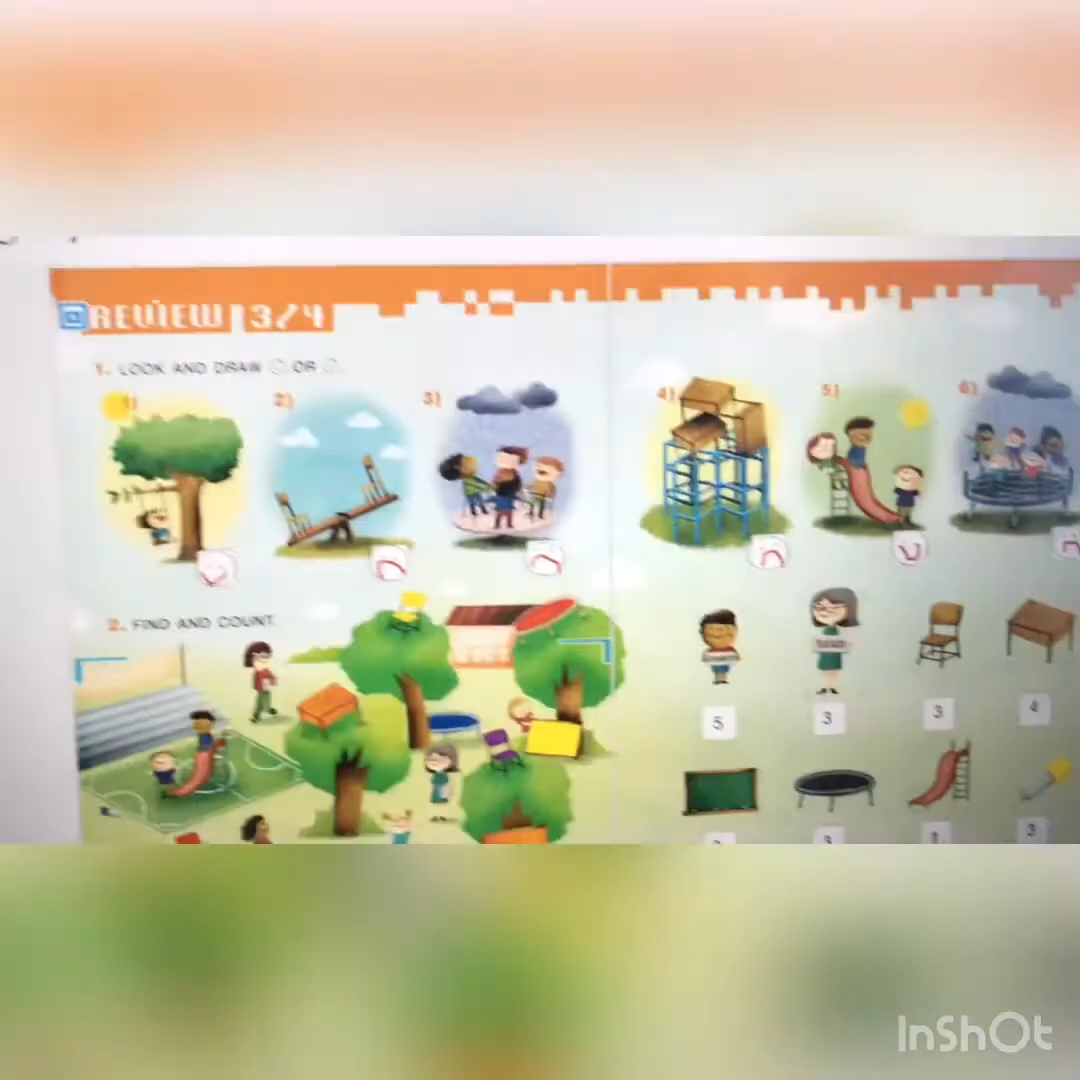 REVIEW 3/4
1. LOOK AND DRAW OR .
1) 2) 3) 4) 5) 6)
2. FIND AND COUNT.
5 3 3 4
3 1 3
InShOt